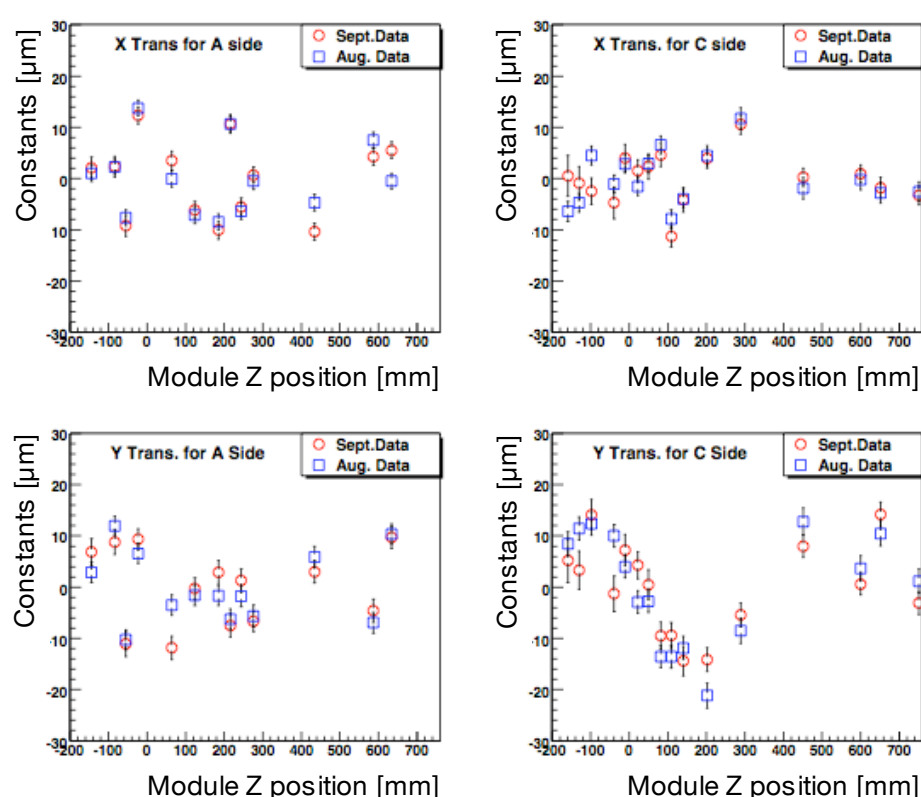 X Trans for A side
Sept.Data
Aug. Data
Constants [µm]
30
20
10
0
-10
-20
-30
-200 -100 0 100 200 300 400 500 600 700
Module Z position [mm]
X Trans. for C side
Sept.Data
Aug. Data
Constants [µm]
30
20
10
0
-10
-20
-30
-200 -100 0 100 200 300 400 500 600 700
Module Z position [mm]
Y Trans. for A Side
Sept.Data
Aug. Data
Constants [µm]
30
20
10
0
-10
-20
-30
-200 -100 0 100 200 300 400 500 600 700
Module Z position [mm]
Y Trans. for C Side
Sept.Data
Aug. Data
Constants [µm]
30
20
10
0
-10
-20
-30
-200 -100 0 100 200 300 400 500 600 700
Module Z position [mm]